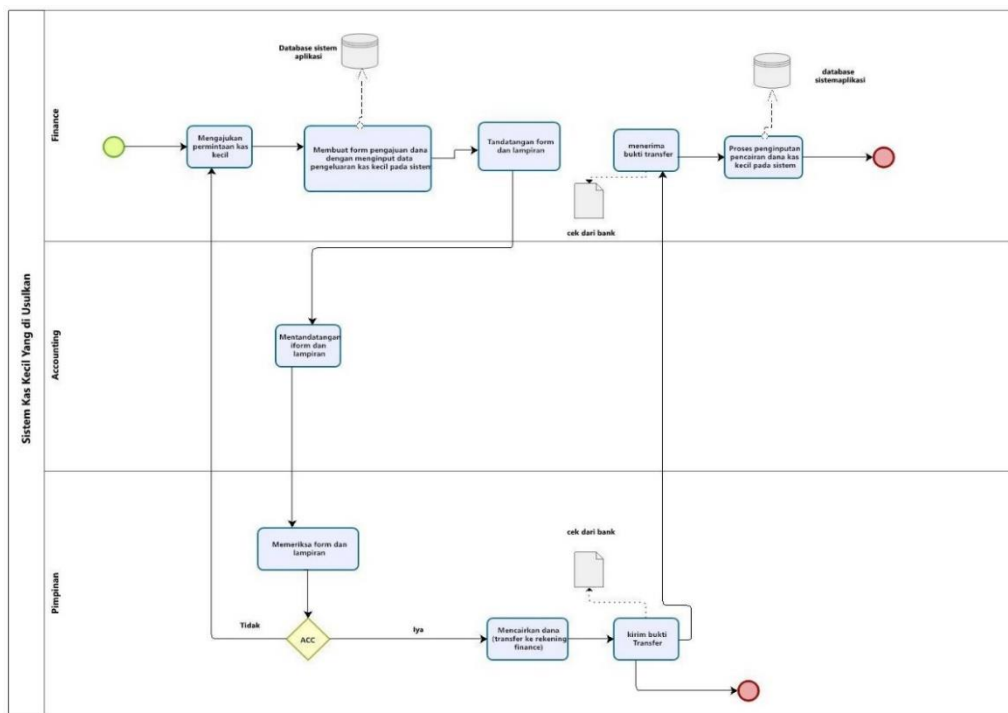 Sistem Kas Kecil Yang di Usulkan
Finance
Database sistem
aplikasi
database
sistemaplikasi
Mengajukan
permintaan kas
kecil
Membuat form pengajuan dana
dengan menginput data
pengeluaran kas kecil pada sistem
Tandatangan form
dan lampiran
menerima
bukti transfer
Proses penginputan
pencairan dana kas
kecil pada sistem
cek dari bank
Accounting
Mentandatangan
iform dan
lampiran
Pimpinan
Memeriksa form dan
lampiran
cek dari bank
Tidak
ACC
Iya
Mencairkan dana
(transfer ke rekening
finance)
kirim bukti
Transfer